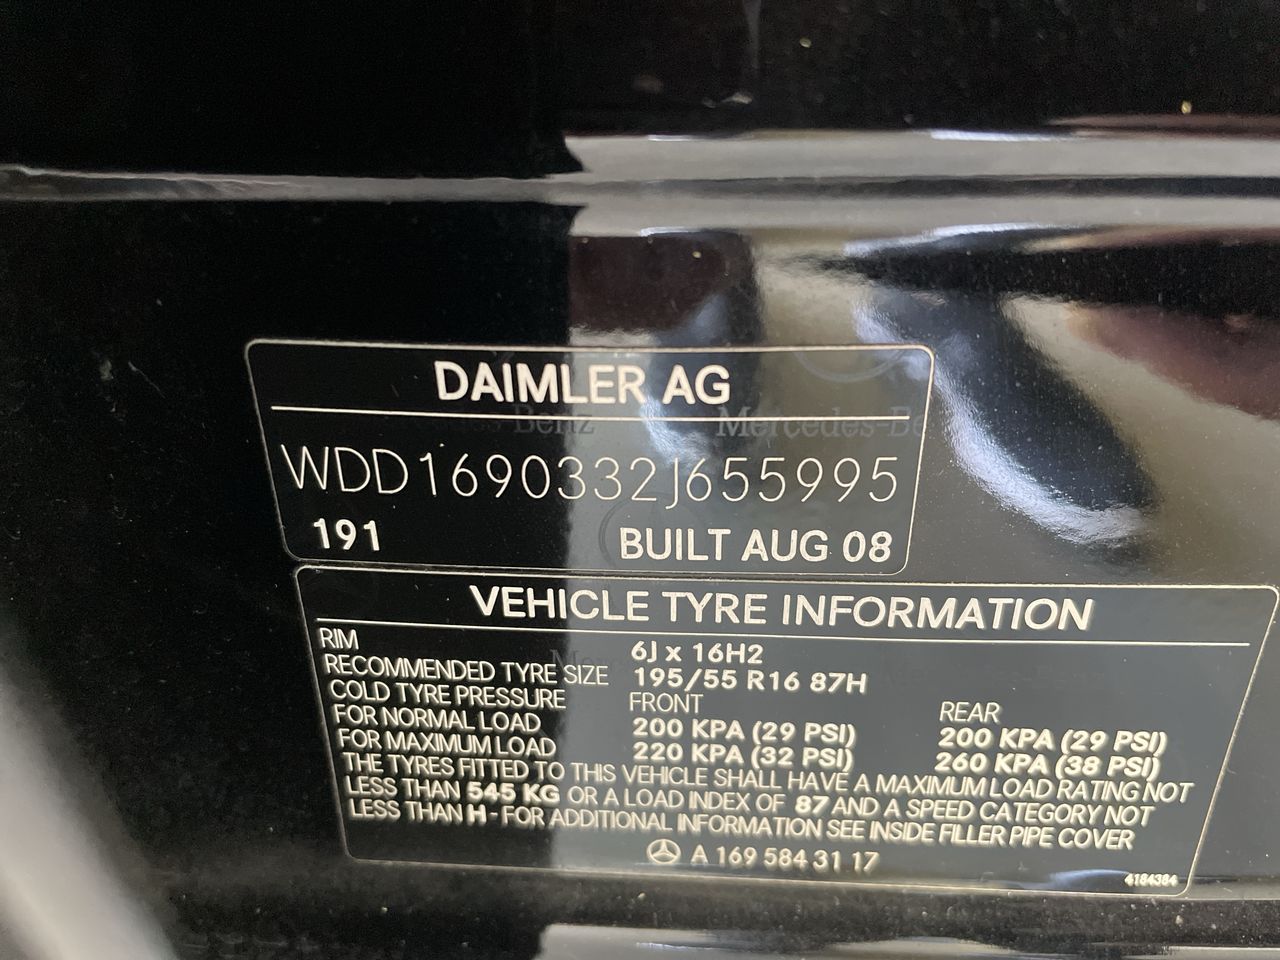 DAIMLER AG
WDD1690332J655995
191 BUILT AUG 08
VEHICLE TYRE INFORMATION
RIM 6J x 16H2
RECOMMENDED TYRE SIZE 195/55 R16 87H
COLD TYRE PRESSURE FRONT REAR
FOR NORMAL LOAD 200 KPA (29 PSI) 200 KPA (29 PSI)
FOR MAXIMUM LOAD 220 KPA (32 PSI) 260 KPA (38 PSI)
THE TYRES FITTED TO THIS VEHICLE SHALL HAVE A MAXIMUM LOAD RATING NOT
LESS THAN 545 KG OR A LOAD INDEX OF 87 AND A SPEED CATEGORY NOT
LESS THAN H - FOR ADDITIONAL INFORMATION SEE INSIDE FILLER PIPE COVER
A 169 584 31 17
4184384